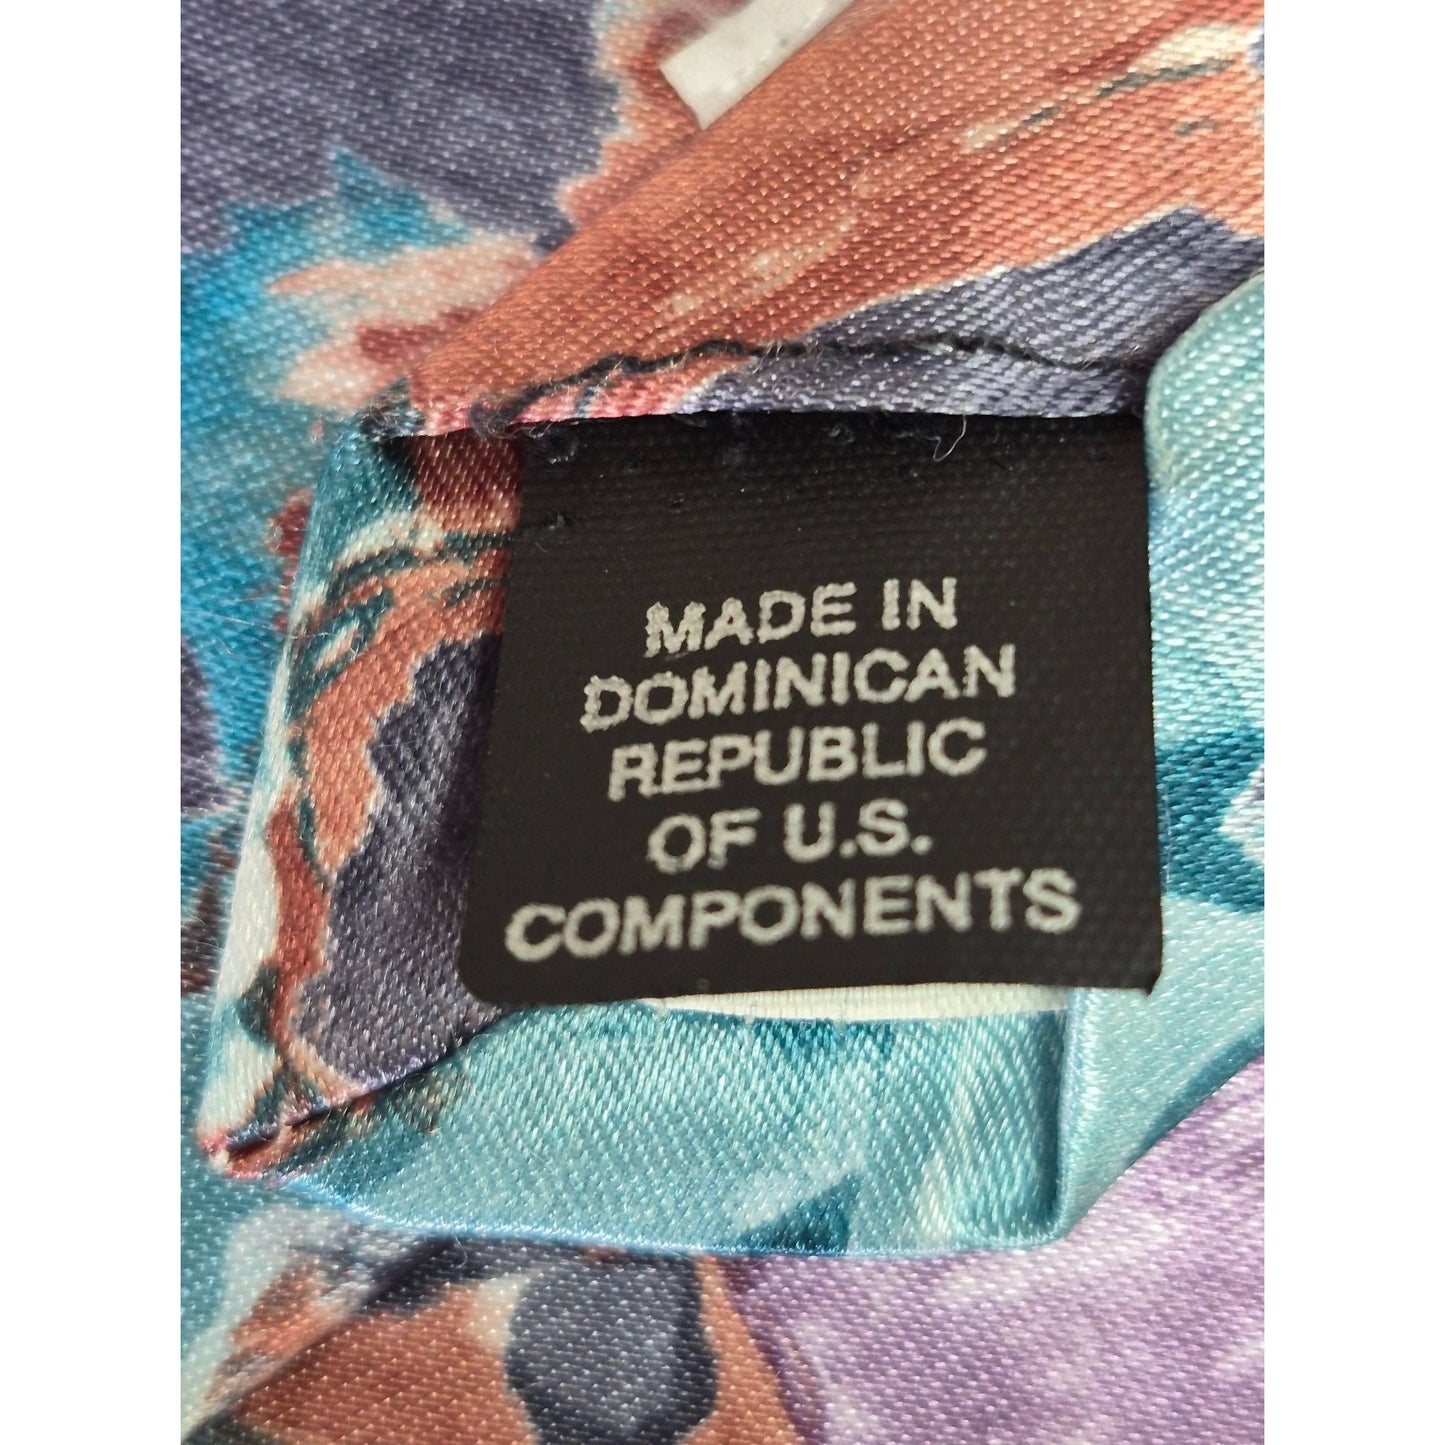 MADE IN
DOMINICAN
REPUBLIC
OF U.S.
COMPONENTS